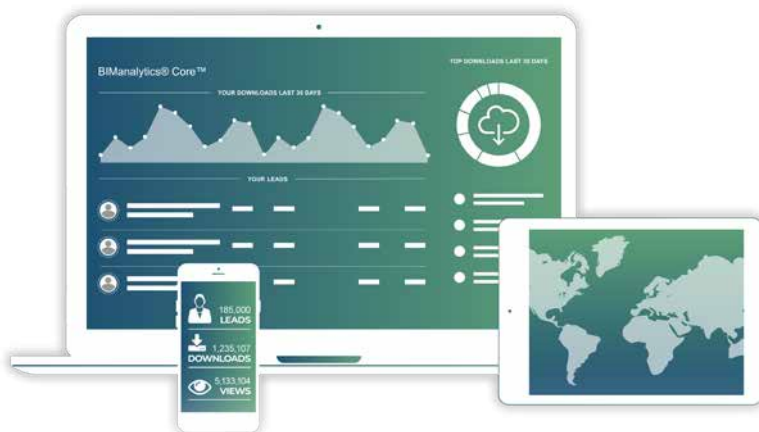 BIManalytics® Core™
YOUR DOWNLOADS LAST 30 DAYS
TOP DOWNLOADS LAST 30 DAYS
YOUR LEADS
185,000
LEADS
1,235,107
DOWNLOADS
5,133,104
VIEWS